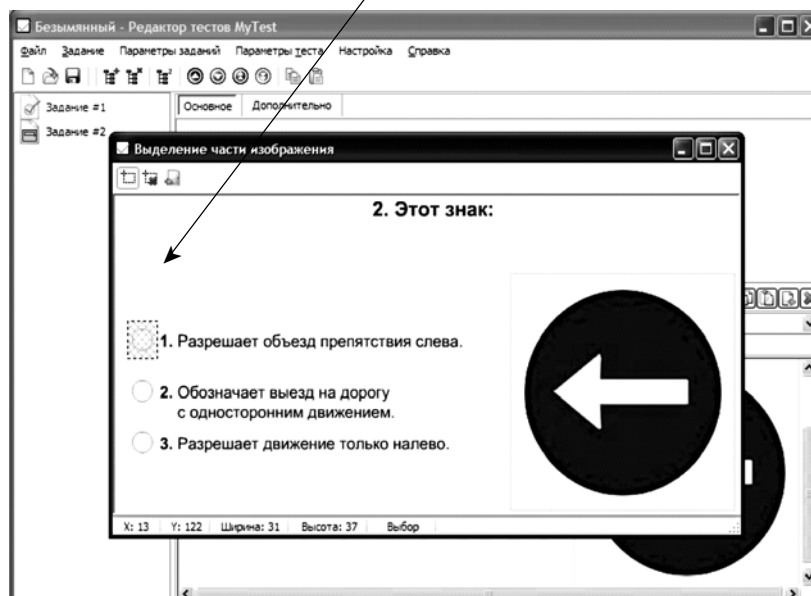 Безымянный - Редактор тестов MyTest
Файл Задание Параметры заданий Параметры теста Настройка Справка
Задание #1
Задание #2
Основное Дополнительно
Выделение части изображения
2. Этот знак:
1. Разрешает объезд препятствия слева.
2. Обозначает выезд на дорогу
с односторонним движением.
3. Разрешает движение только налево.
X: 13 Y: 122 Ширина: 31 Высота: 37 Выбор